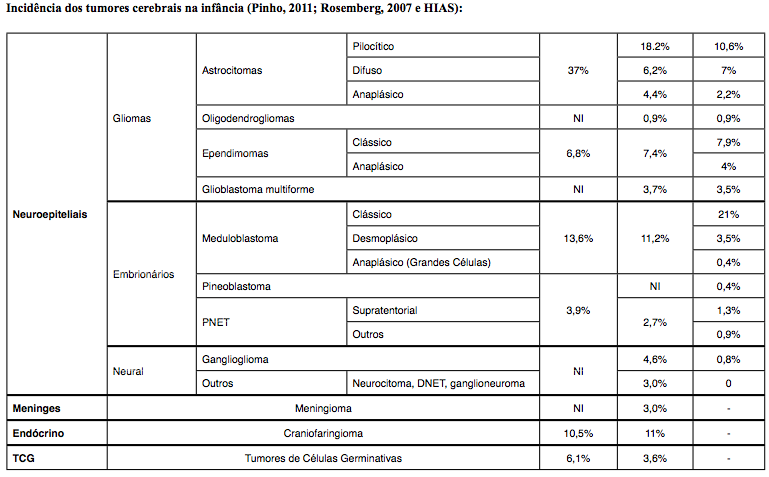 Incidência dos tumores cerebrais na infância (Pinho, 2011; Rosemberg, 2007 e HIAS):
Pilocítico 18.2% 10,6%
Astrocitomas Difuso 37% 6,2% 7%
Anaplásico 4,4% 2,2%
Gliomas Oligodendrogliomas NI 0,9% 0,9%
Clássico 7,9%
Ependimomas 6,8% 7,4%
Anaplásico 4%
Glioblastoma multiforme NI 3,7% 3,5%
Neuroepiteliais Clássico 21%
Meduloblastoma Desmoplásico 13,6% 11,2% 3,5%
Anaplásico (Grandes Células) 0,4%
Embrionários
Pineoblastoma NI 0,4%
Supratentorial 3,9% 1,3%
PNET 2,7%
Outros 0,9%
Ganglioglioma 4,6% 0,8%
Neural NI
Outros Neurocitoma, DNET, ganglioneuroma 3,0% 0
Meninges Meningioma NI 3,0% -
Endócrino Craniofaringioma 10,5% 11% -
TCG Tumores de Células Germinativas 6,1% 3,6% -